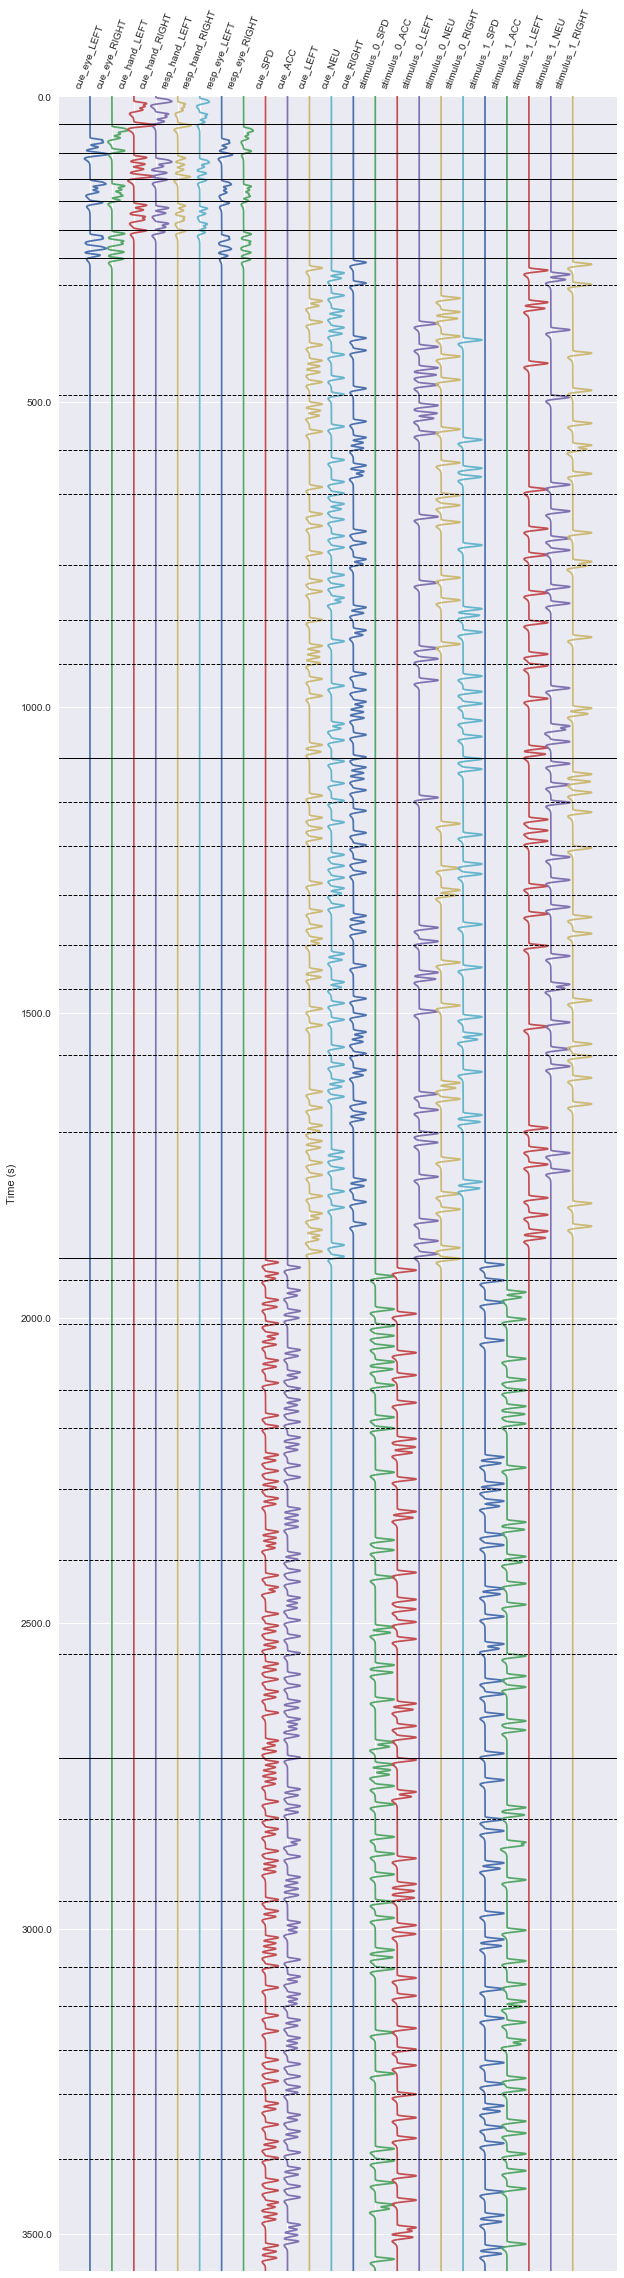 cue_eye_LEFT
cue_eye_RIGHT
cue_hand_LEFT
cue_hand_RIGHT
resp_hand_LEFT
resp_hand_RIGHT
resp_eye_LEFT
resp_eye_RIGHT
cue_SPD
cue_ACC
cue_LEFT
cue_NEU
cue_RIGHT
stimulus_0_SPD
stimulus_0_ACC
stimulus_0_LEFT
stimulus_0_NEU
stimulus_0_RIGHT
stimulus_1_SPD
stimulus_1_ACC
stimulus_1_LEFT
stimulus_1_NEU
stimulus_1_RIGHT
0.0
500.0
1000.0
1500.0
Time (s)
2000.0
2500.0
3000.0
3500.0